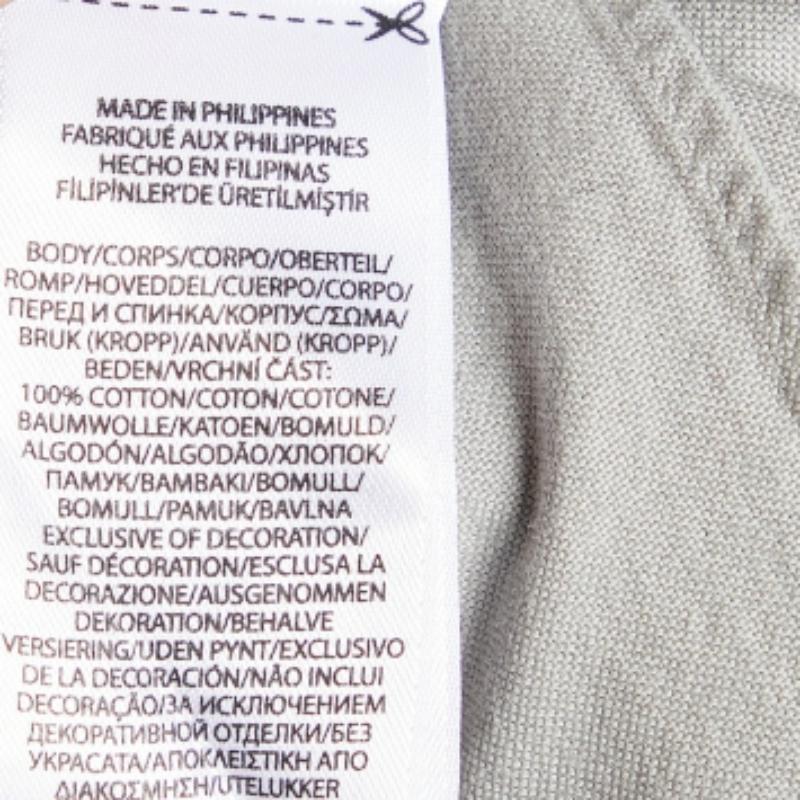 MADE IN PHILIPPINES
FABRIQUÉ AUX PHILIPPINES
HECHO EN FILIPINAS
FİLİPİNLER'DE ÜRETİLMİŞTİR
BODY/CORPS/CORPO/OBERTEIL/
ROMP/HOVEDDEL/CUERPO/CORPO/
ПЕРЕД И СПИНКА/КОРПУС/ΣΩΜΑ/
BRUK (KROPP)/ANVÄND (KROPP)/
BEDEN/VRCHNÍ ČÁST:
100% COTTON/COTON/COTONE/
BAUMWOLLE/KATOEN/BOMULD/
ALGODÓN/ALGODÃO/ХЛОПОК/
ПАМУК/BAMBAKI/BOMULL/
BOMULL/PAMUK/BAVLNA
EXCLUSIVE OF DECORATION/
SAUF DÉCORATION/ESCLUSA LA
DECORAZIONE/AUSGENOMMEN
DEKORATION/BEHALVE
VERSIERING/UDEN PYNT/EXCLUSIVO
DE LA DECORACIÓN/NÃO INCLUI
DECORAÇÃO/ЗА ИСКЛЮЧЕНИЕМ
ДЕКОРАТИВНОЙ ОТДЕЛКИ/БЕЗ
УКРАСАТА/ΑΠΟΚΛΕΙΣΤΙΚΗ ΑΠΟ
ΔΙΑΚΟΣΜΗΣΗ/UTELUKKER